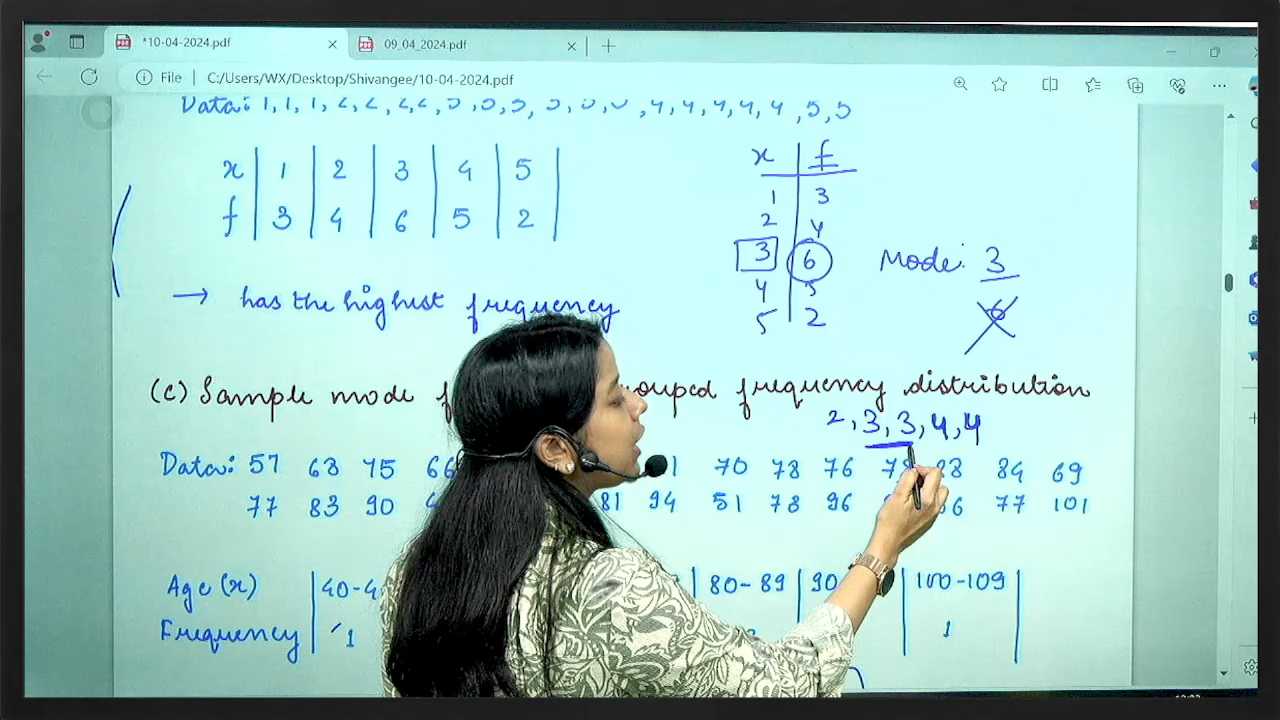 *10-04-2024.pdf
09_04_2024.pdf
File C:/Users/WX/Desktop/Shivangee/10-04-2024.pdf
x 1 2 3 4 5
f 3 4 6 5 2
→ has the highest frequency
x f
1 3
2 4
3 6
4 5
5 2
Mode: 3
6
(c) Sample mode frequency distribution
2, 3, 3, 4, 4
Data: 57 68 75 70 78 76 84 69
77 83 90 81 94 51 78 96 77 101
Age (x) 80-89 100-109
Frequency 1 1